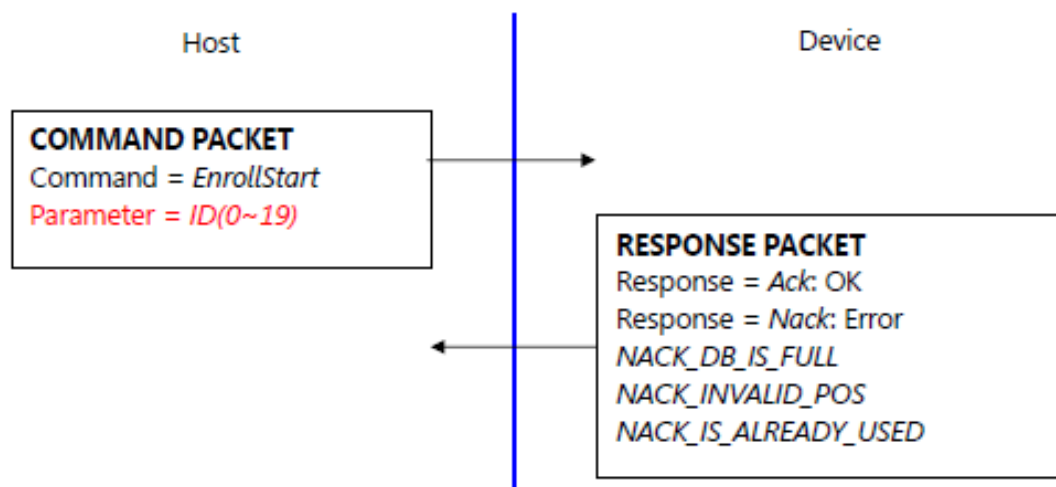 Host
Device
COMMAND PACKET
Command = EnrollStart
Parameter = ID(0~19)
RESPONSE PACKET
Response = Ack: OK
Response = Nack: Error
NACK_DB_IS_FULL
NACK_INVALID_POS
NACK_IS_ALREADY_USED